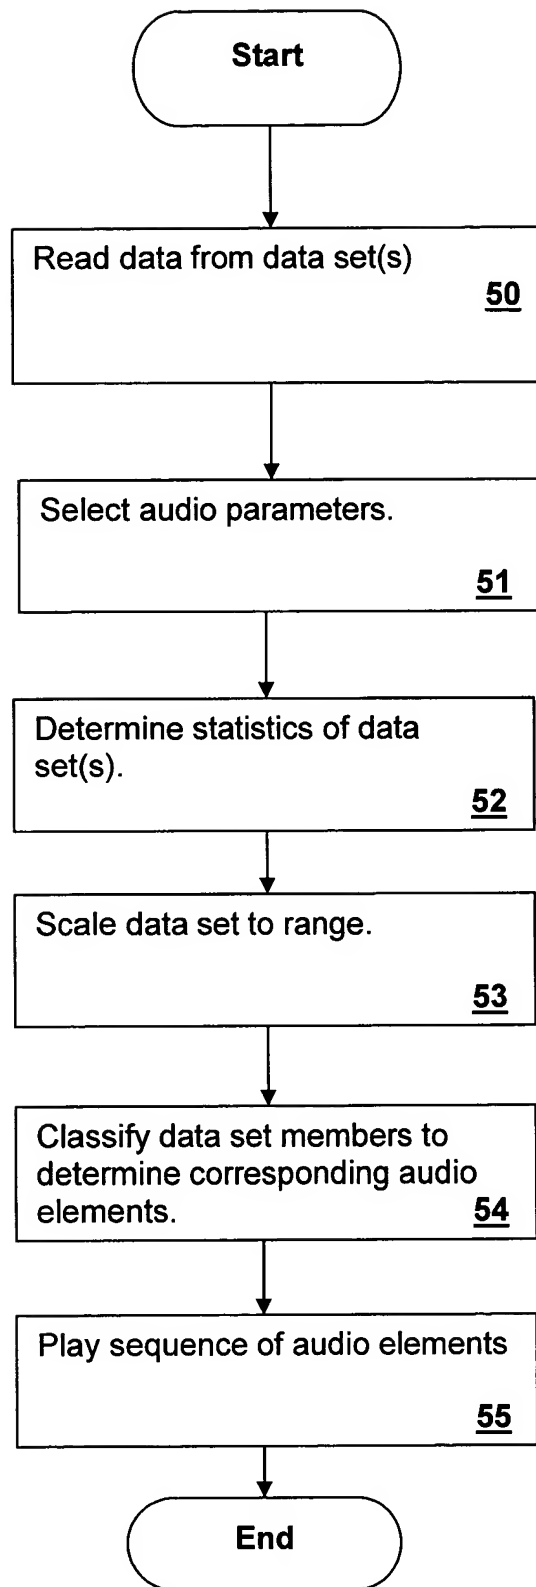 Start
Read data from data set(s)
50
Select audio parameters.
51
Determine statistics of data
set(s).
52
Scale data set to range.
53
Classify data set members to
determine corresponding audio
elements.
54
Play sequence of audio elements
55
End